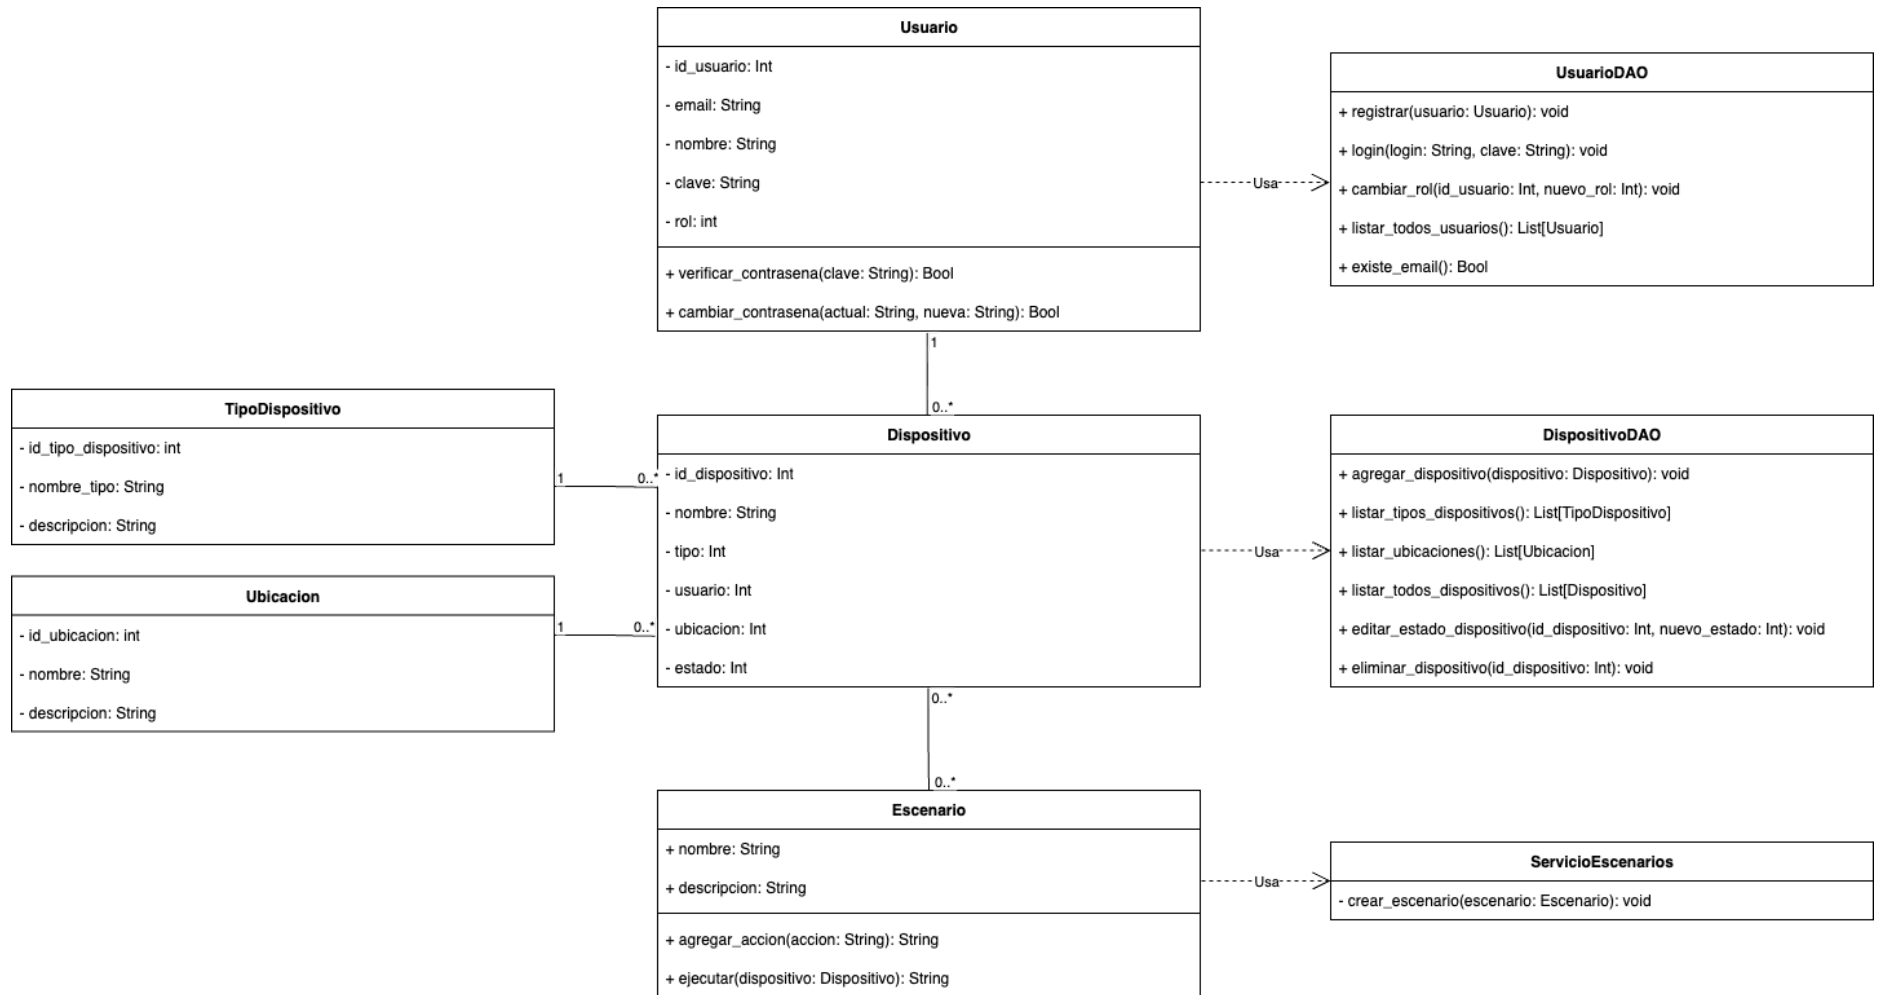 Usuario
- id_usuario: Int
- email: String
- nombre: String
- clave: String
- rol: int
+ verificar_contrasena(clave: String): Bool
+ cambiar_contrasena(actual: String, nueva: String): Bool
Usa
UsuarioDAO
+ registrar(usuario: Usuario): void
+ login(login: String, clave: String): void
+ cambiar_rol(id_usuario: Int, nuevo_rol: Int): void
+ listar_todos_usuarios(): List[Usuario]
+ existe_email(): Bool
1
0..*
TipoDispositivo
- id_tipo_dispositivo: int
- nombre_tipo: String
- descripcion: String
1
0..*
Ubicacion
- id_ubicacion: int
- nombre: String
- descripcion: String
1
0..*
Dispositivo
- id_dispositivo: Int
- nombre: String
- tipo: Int
- usuario: Int
- ubicacion: Int
- estado: Int
Usa
DispositivoDAO
+ agregar_dispositivo(dispositivo: Dispositivo): void
+ listar_tipos_dispositivos(): List[TipoDispositivo]
+ listar_ubicaciones(): List[Ubicacion]
+ listar_todos_dispositivos(): List[Dispositivo]
+ editar_estado_dispositivo(id_dispositivo: Int, nuevo_estado: Int): void
+ eliminar_dispositivo(id_dispositivo: Int): void
0..*
0..*
Escenario
+ nombre: String
+ descripcion: String
+ agregar_accion(accion: String): String
+ ejecutar(dispositivo: Dispositivo): String
Usa
ServicioEscenarios
- crear_escenario(escenario: Escenario): void